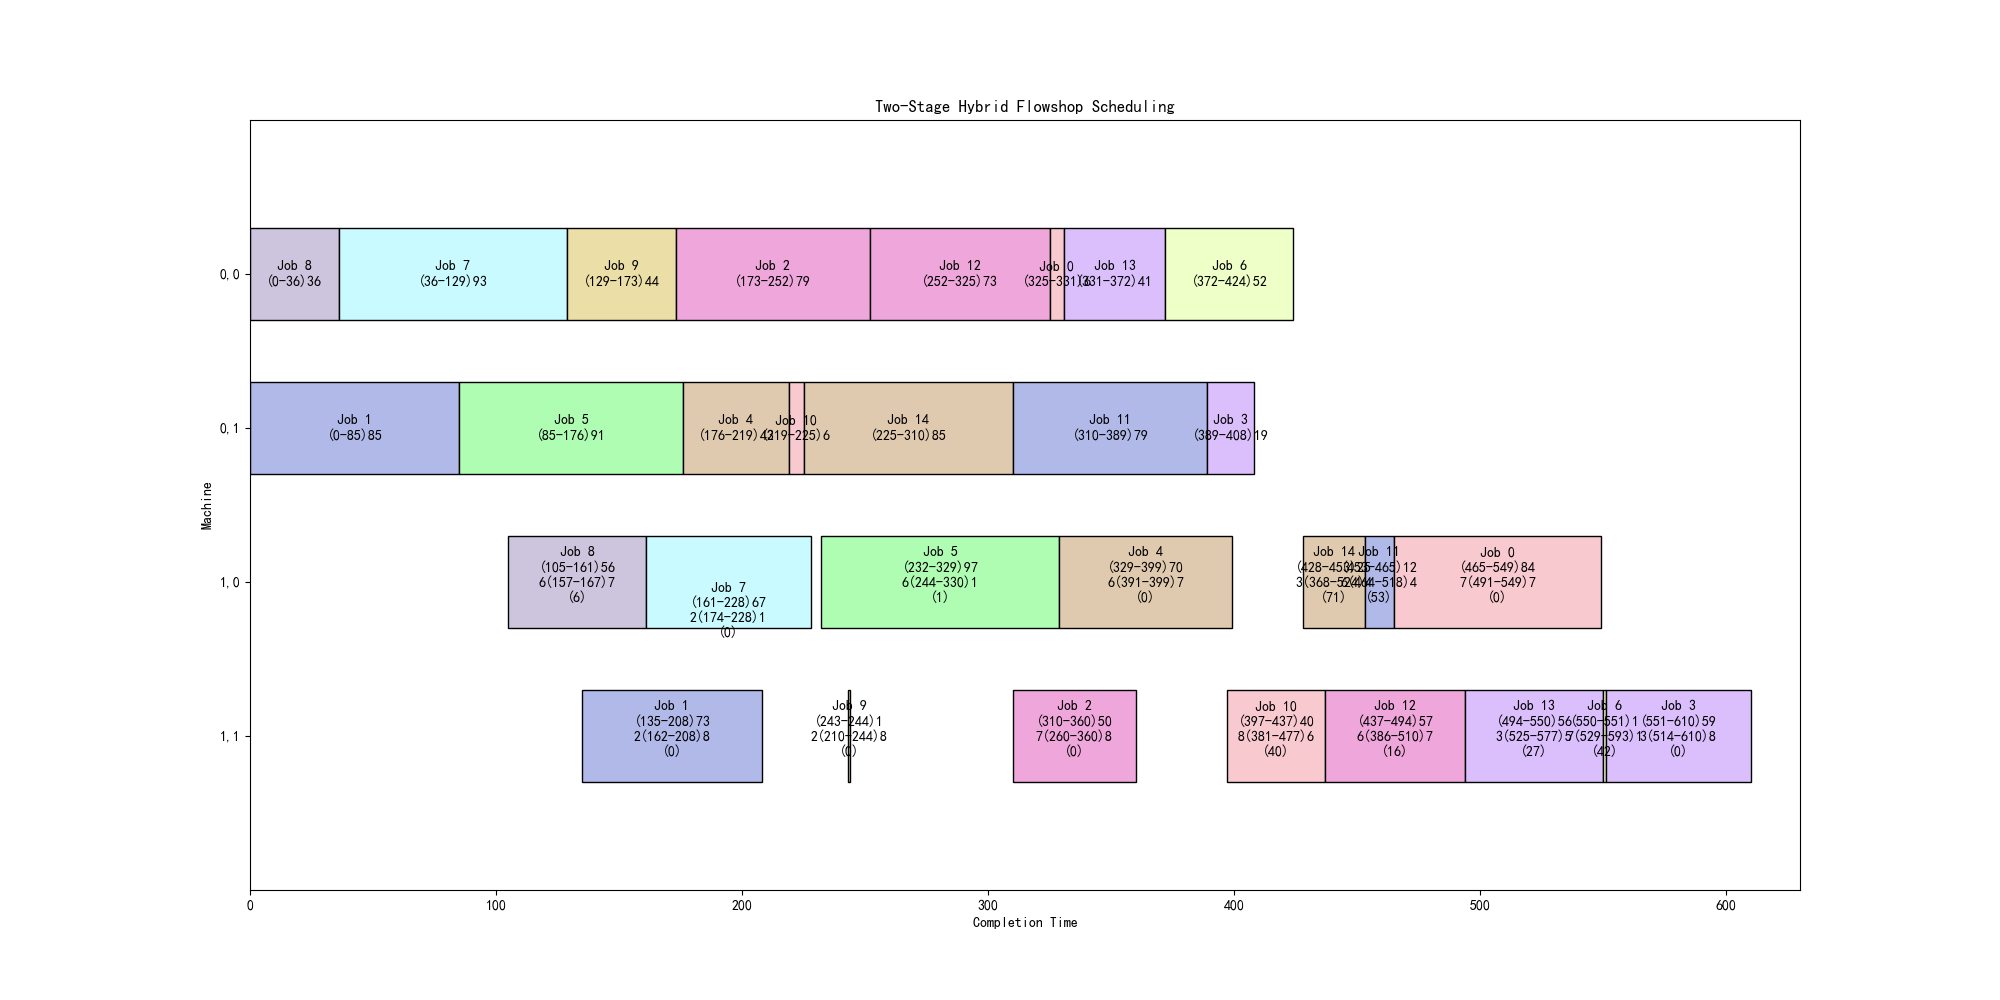 Two-Stage Hybrid Flowshop Scheduling
0,0
Job 8
(0-36)36
Job 7
(36-129)93
Job 9
(129-173)44
Job 2
(173-252)79
Job 12
(252-325)73
Job 0
(325-331)6
Job 13
(331-372)41
Job 6
(372-424)52
0,1
Job 1
(0-85)85
Job 5
(85-176)91
Job 4
(176-219)43
Job 10
(219-225)6
Job 14
(225-310)85
Job 11
(310-389)79
Job 3
(389-408)19
Machine
1,0
Job 8
(105-161)56
6(157-167)7
(6)
Job 7
(161-228)67
2(174-228)1
(0)
Job 5
(232-329)97
6(244-330)1
(1)
Job 4
(329-399)70
6(391-399)7
(0)
Job 14
(428-453)25
(71)
Job 11
(453-465)12
(53)
Job 0
(465-549)84
7(491-549)7
(0)
1,1
Job 1
(135-208)73
2(162-208)8
(0)
Job 9
(243-244)1
2(210-244)8
(0)
Job 2
(310-360)50
7(260-360)8
(0)
Job 10
(397-437)40
8(381-477)6
(40)
Job 12
(437-494)57
6(386-510)7
(16)
Job 13
(494-550)56
3(525-577)5
(27)
Job 6
(550-551)1
7(529-593)1
(42)
Job 3
(551-610)59
3(514-610)8
(0)
0
100
200
300
400
500
600
Completion Time